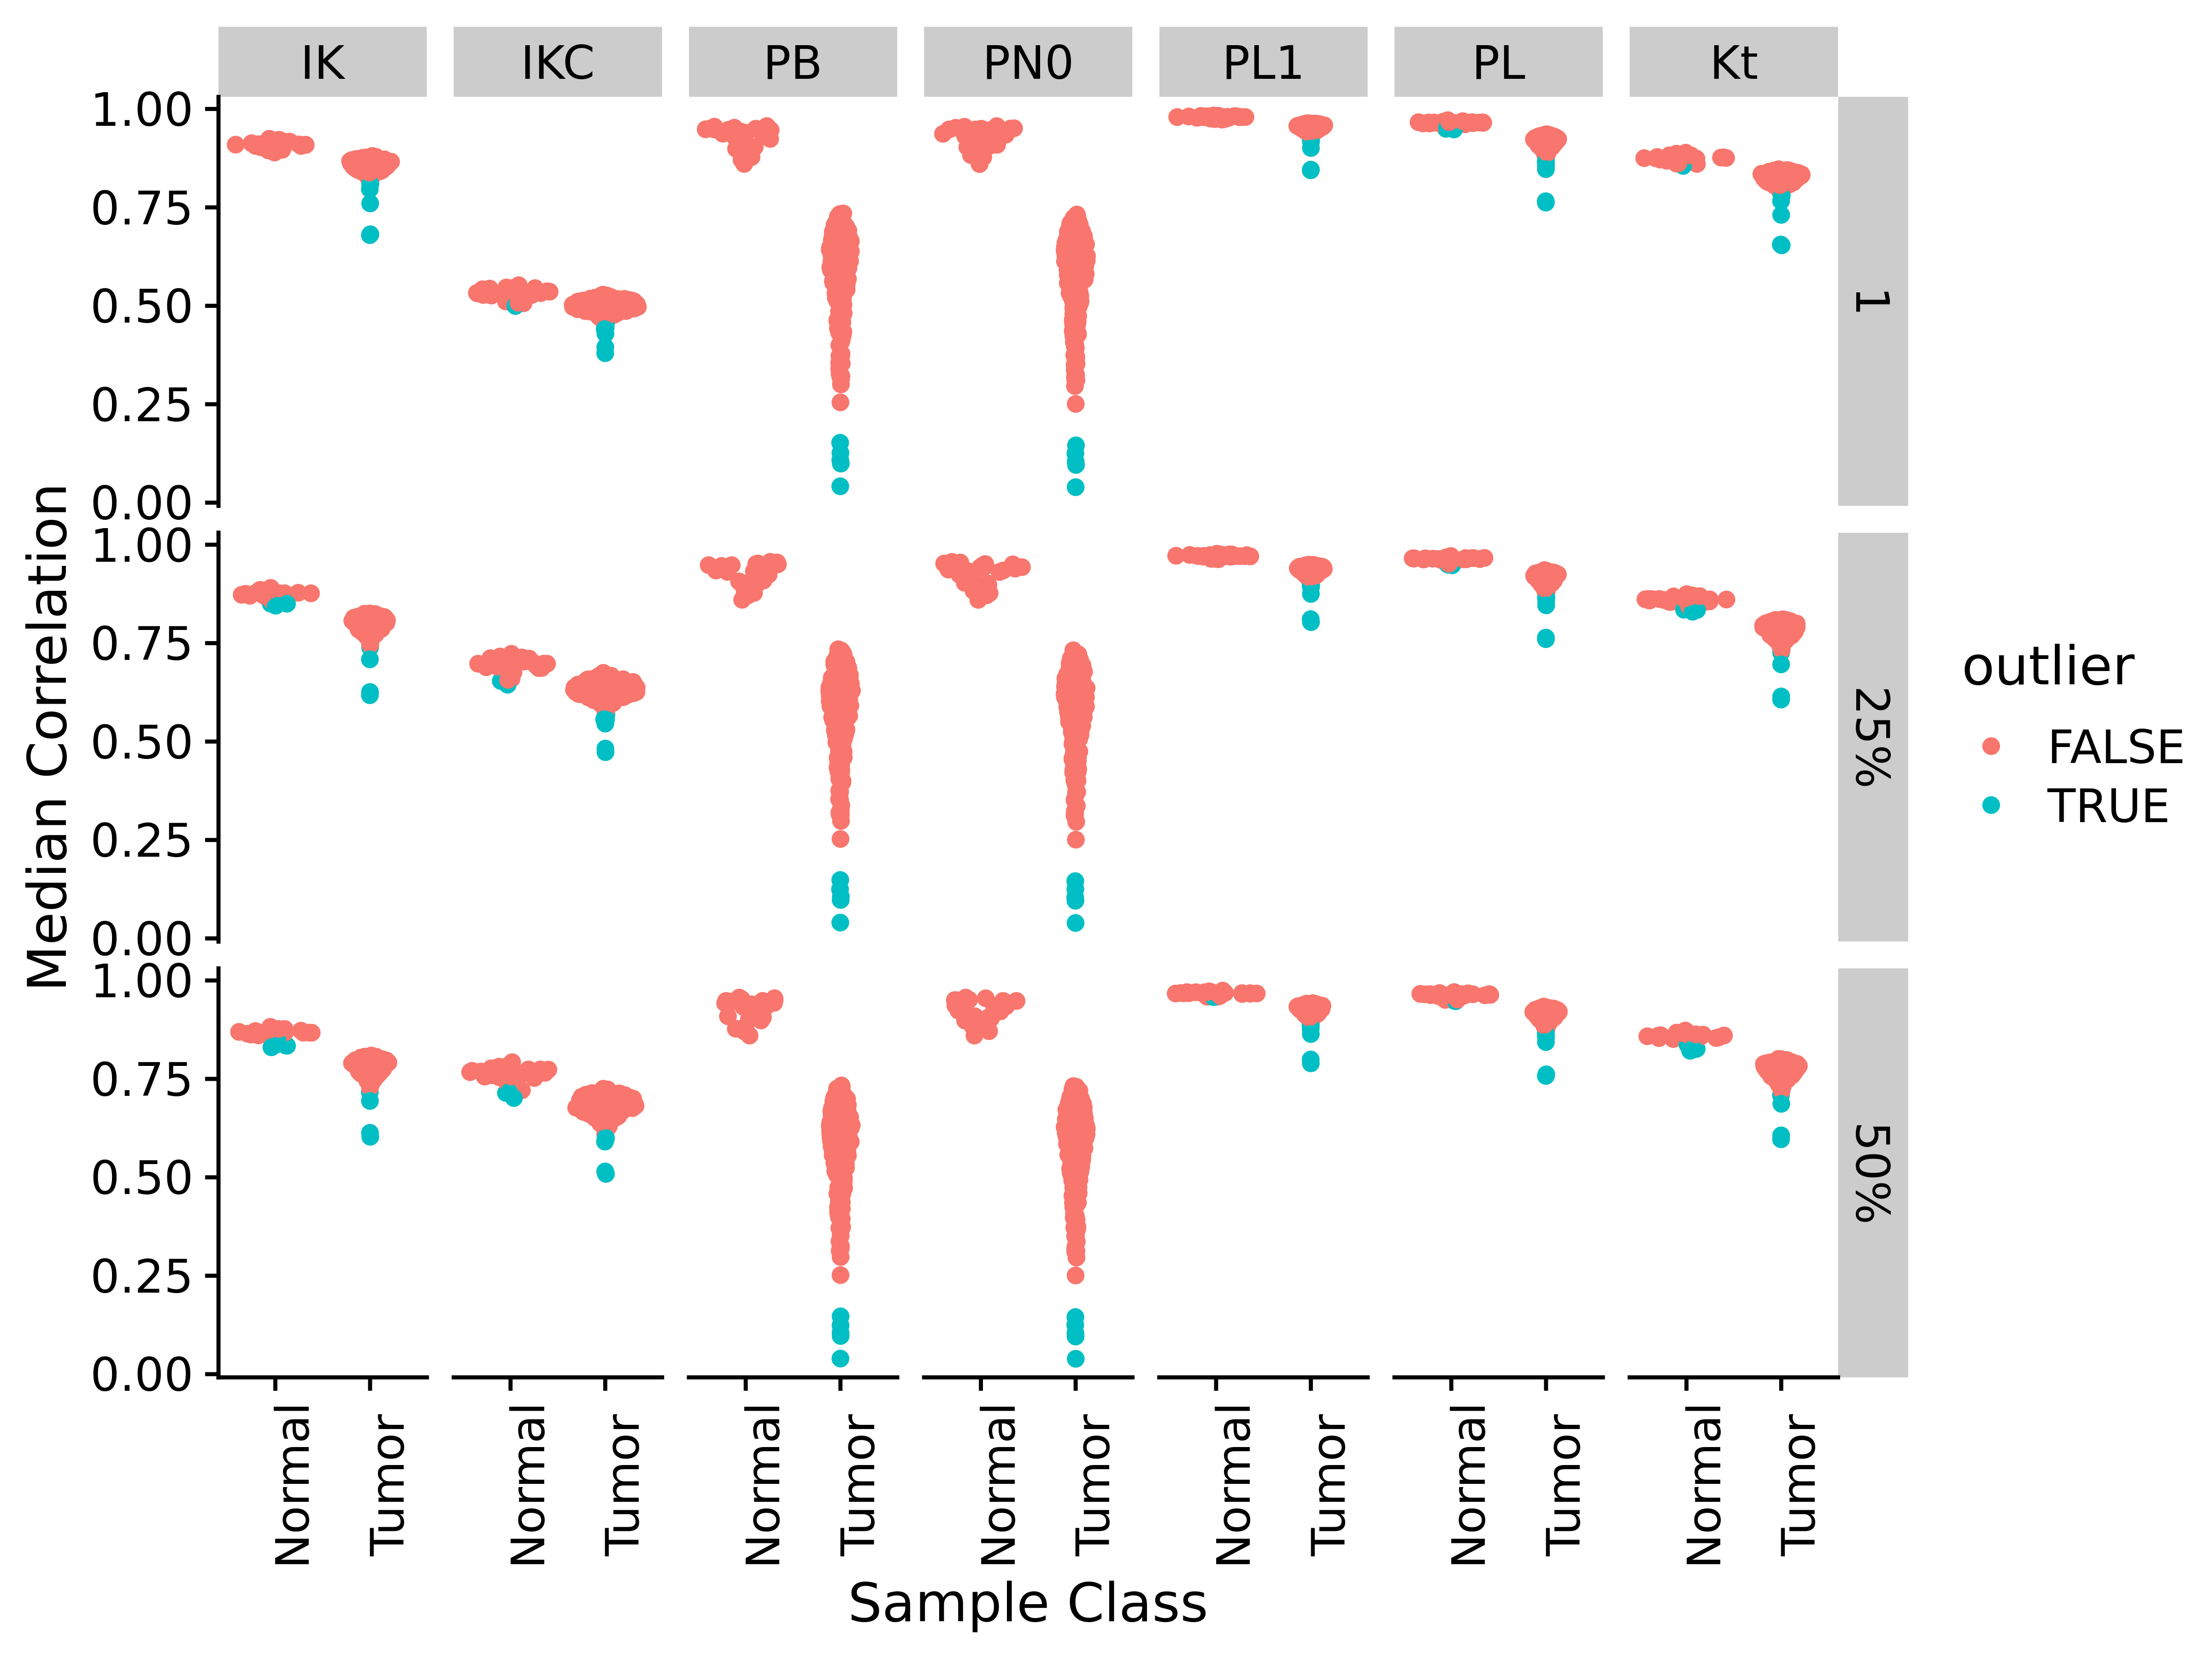 IK IKC PB PN0 PL1 PL Kt
Median Correlation
1.00
0.75
0.50
0.25
0.00
1
1.00
0.75
0.50
0.25
0.00
25%
1.00
0.75
0.50
0.25
0.00
50%
Normal Tumor Normal Tumor Normal Tumor Normal Tumor Normal Tumor Normal Tumor Normal Tumor
Sample Class
outlier
FALSE
TRUE